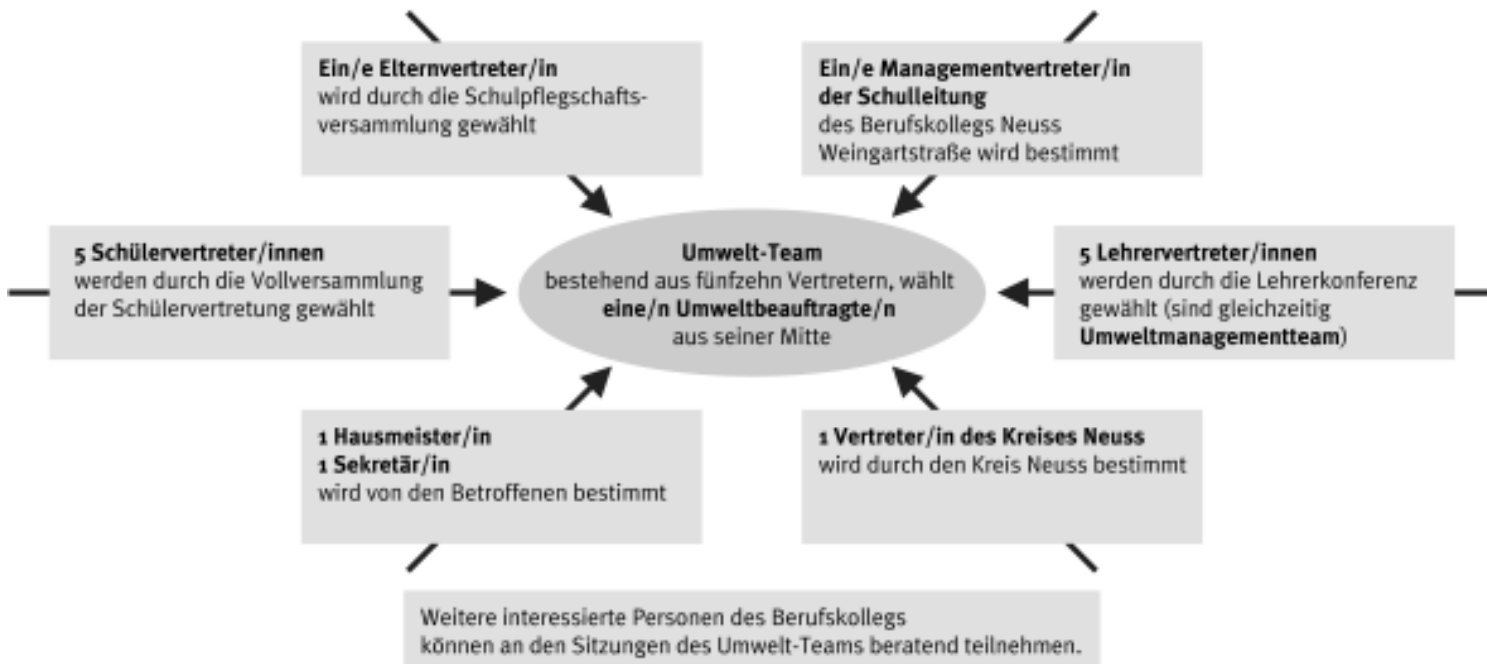 Ein/e Elternvertreter/in
wird durch die Schulpflegschafts-
versammlung gewählt
Ein/e Managementvertreter/in
der Schulleitung
des Berufskollegs Neuss
Weingartstraße wird bestimmt
5 Schülervertreter/innen
werden durch die Vollversammlung
der Schülervertretung gewählt
Umwelt-Team
bestehend aus fünfzehn Vertretern, wählt
eine/n Umweltbeauftragte/n
aus seiner Mitte
5 Lehrervertreter/innen
werden durch die Lehrerkonferenz
gewählt (sind gleichzeitig
Umweltmanagementteam)
1 Hausmeister/in
1 Sekretär/in
wird von den Betroffenen bestimmt
1 Vertreter/in des Kreises Neuss
wird durch den Kreis Neuss bestimmt
Weitere interessierte Personen des Berufskollegs
können an den Sitzungen des Umwelt-Teams beratend teilnehmen.